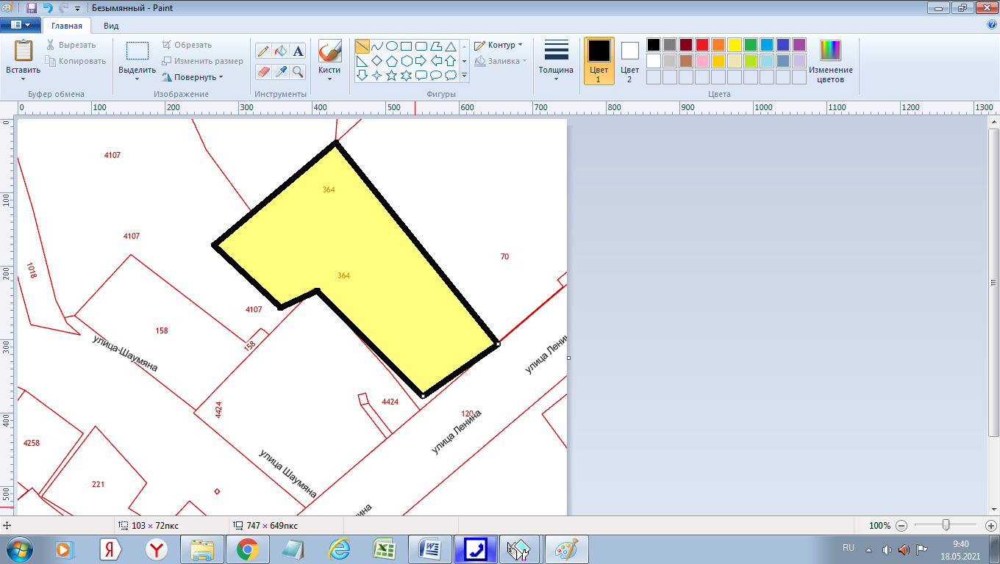 Безымянный - Paint
Главная Вид
Вставить
Вырезать
Копировать
Буфер обмена
Выделить
Обрезать
Изменить размер
Повернуть
Изображение
A
Инструменты
Кисти
Контур
Заливка
Фигуры
Толщина
Цвет 1
Цвет 2
Изменение цветов
Цвета
0 100 200 300 400 500 600 700 800 900 1000 1100 1200 1300
0
100
200
300
400
500
4107
364
4107
70
1018
364
4107
158
158
улица Шаумяна
улица Ленина
4424
4424
120
улица Ленина
4258
улица Шаумяна
221
103 × 72пкс
747 × 649пкс
100%
RU
9:40
18.05.2021